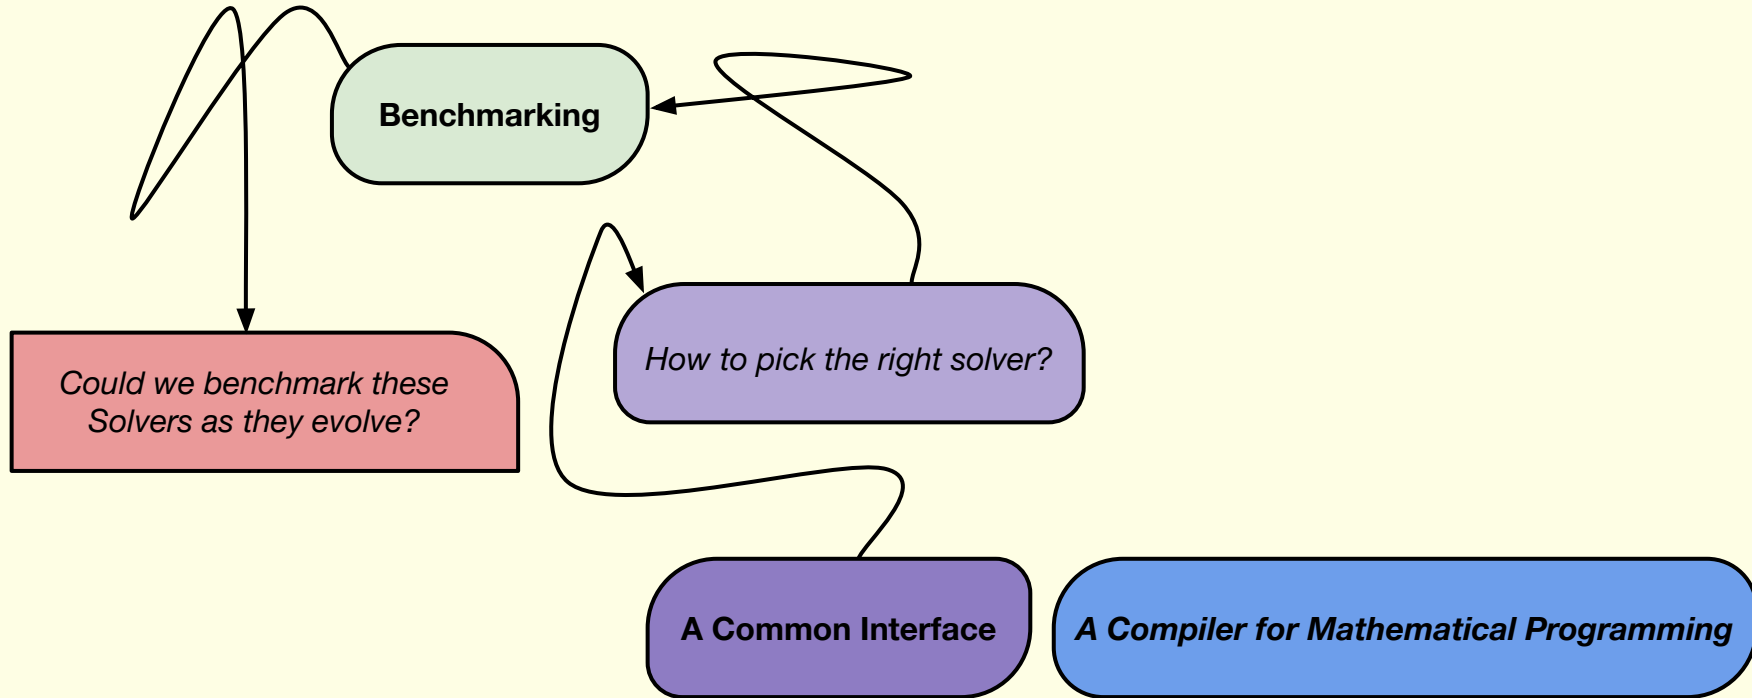 Benchmarking
Could we benchmark these
Solvers as they evolve?
How to pick the right solver?
A Common Interface
A Compiler for Mathematical Programming